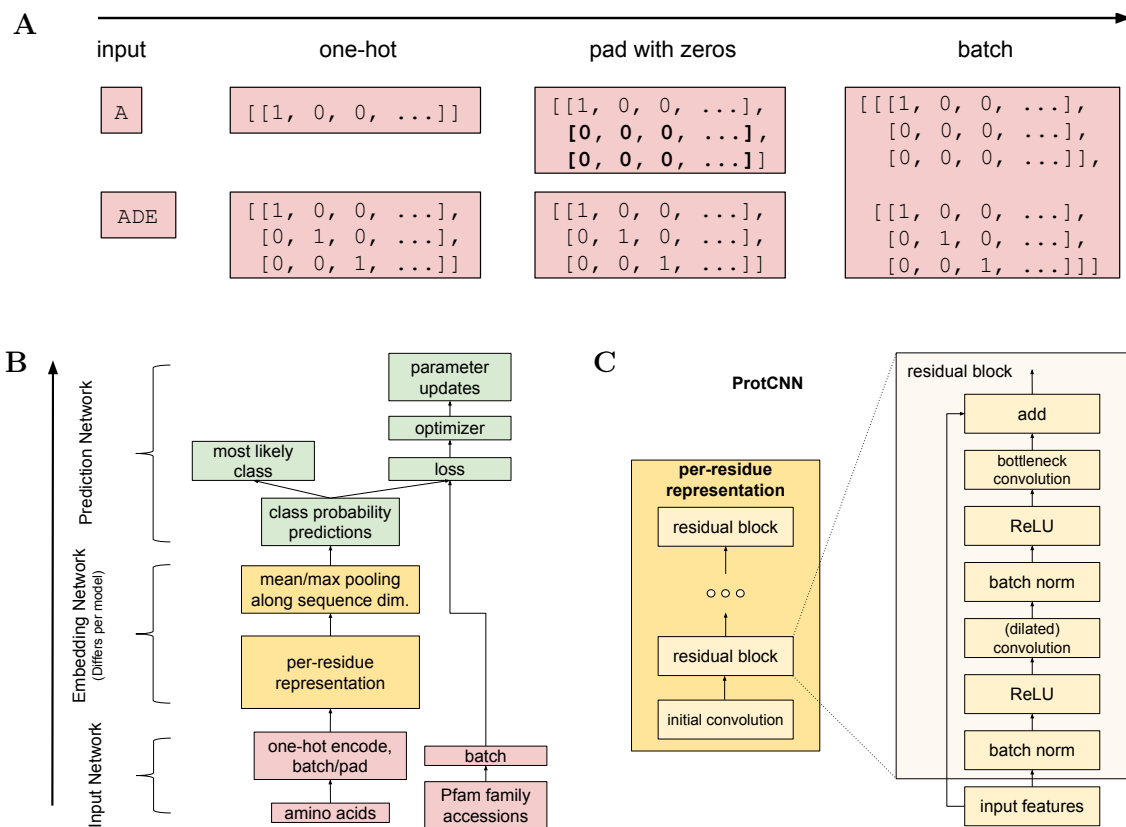 A
input
one-hot
pad with zeros
batch
A
[[1, 0, 0, ...]]
[[1, 0, 0, ...],
[0, 0, 0, ...],
[0, 0, 0, ...]]
[[[1, 0, 0, ...],
[0, 0, 0, ...],
[0, 0, 0, ...]],
ADE
[[1, 0, 0, ...],
[0, 1, 0, ...],
[0, 0, 1, ...]]
[[1, 0, 0, ...],
[0, 1, 0, ...],
[0, 0, 1, ...]]
[[1, 0, 0, ...],
[0, 1, 0, ...],
[0, 0, 1, ...]]]
B
Prediction Network
parameter
updates
optimizer
most likely
class
loss
class probability
predictions
Embedding Network
(Differs per model)
mean/max pooling
along sequence dim.
per-residue
representation
Input Network
one-hot encode,
batch/pad
amino acids
batch
Pfam family
accessions
C
ProtCNN
per-residue
representation
residual block
residual block
initial convolution
residual block
add
bottleneck
convolution
ReLU
batch norm
(dilated)
convolution
ReLU
batch norm
input features